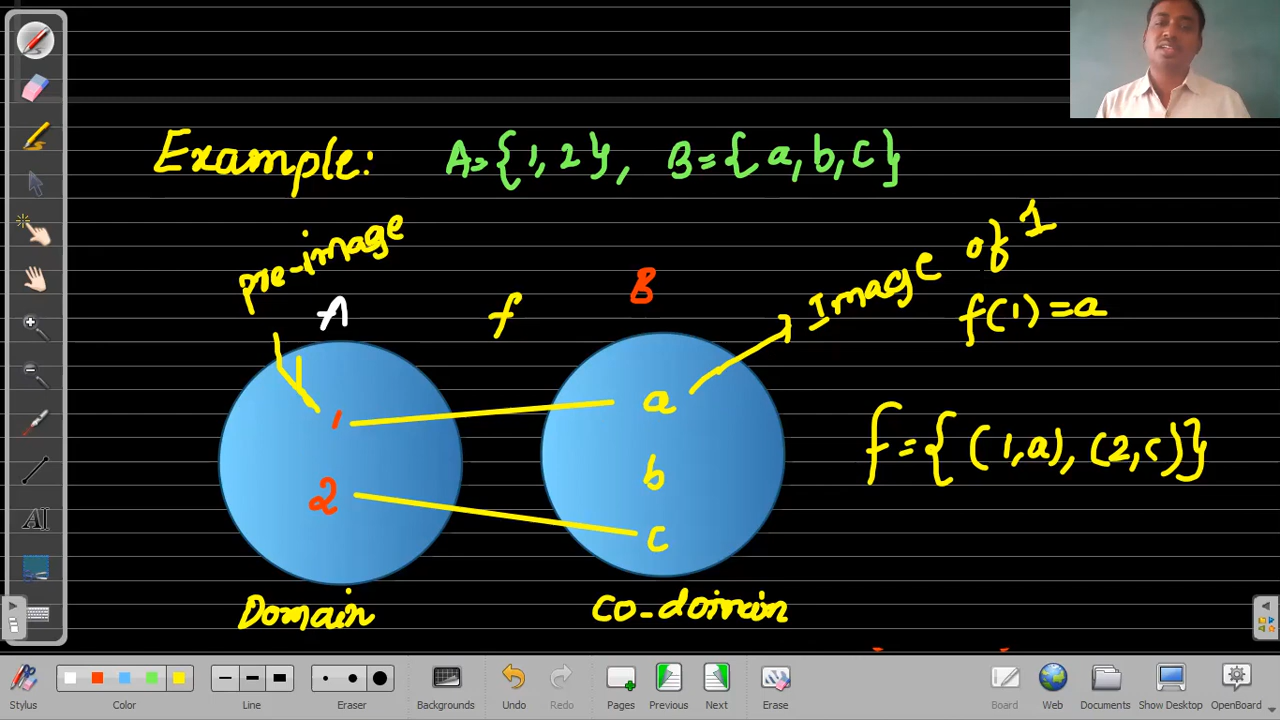 Example: A={1,2}, B={a,b,c}
pre-image
Image of 1
A f B
f(1)=a
1 a
f={(1,a),(2,c)}
2 b
c
Domain co-domain
Stylus Color Line Eraser Backgrounds Undo Redo Pages Previous Next Erase Board Web Documents Show Desktop OpenBoard